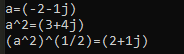 a=(-2-1j)
a^2=(3+4j)
(a^2)^(1/2)=(2+1j)